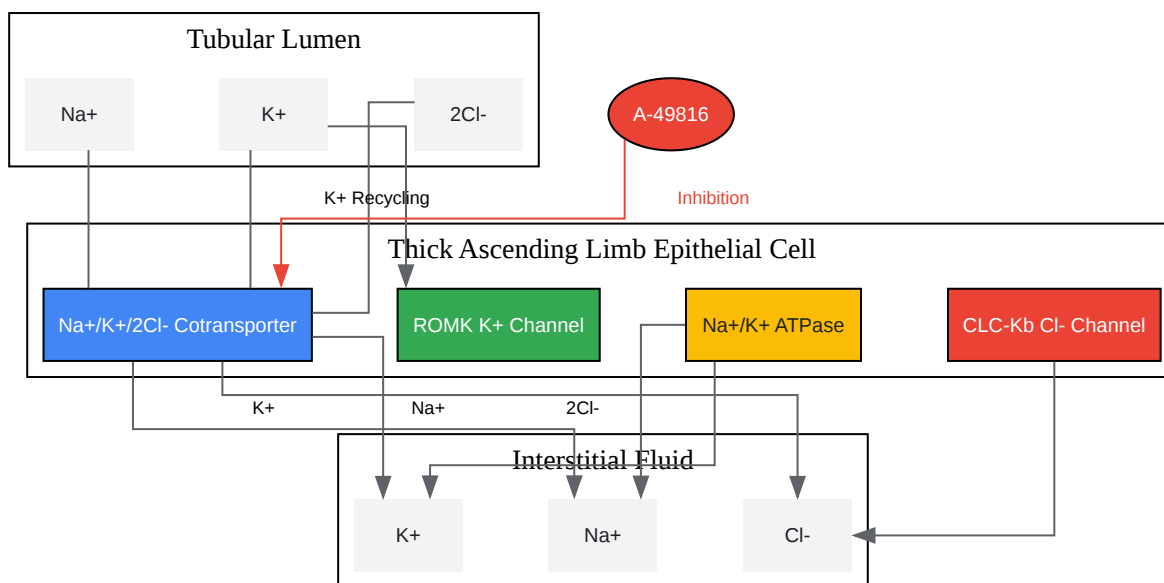 Tubular Lumen
Na+
K+
2Cl-
A-49816
K+ Recycling
Inhibition
Thick Ascending Limb Epithelial Cell
Na+/K+/2Cl- Cotransporter
ROMK K+ Channel
Na+/K+ ATPase
CLC-Kb Cl- Channel
K+
Na+
2Cl-
Interstitial Fluid
K+
Na+
Cl-